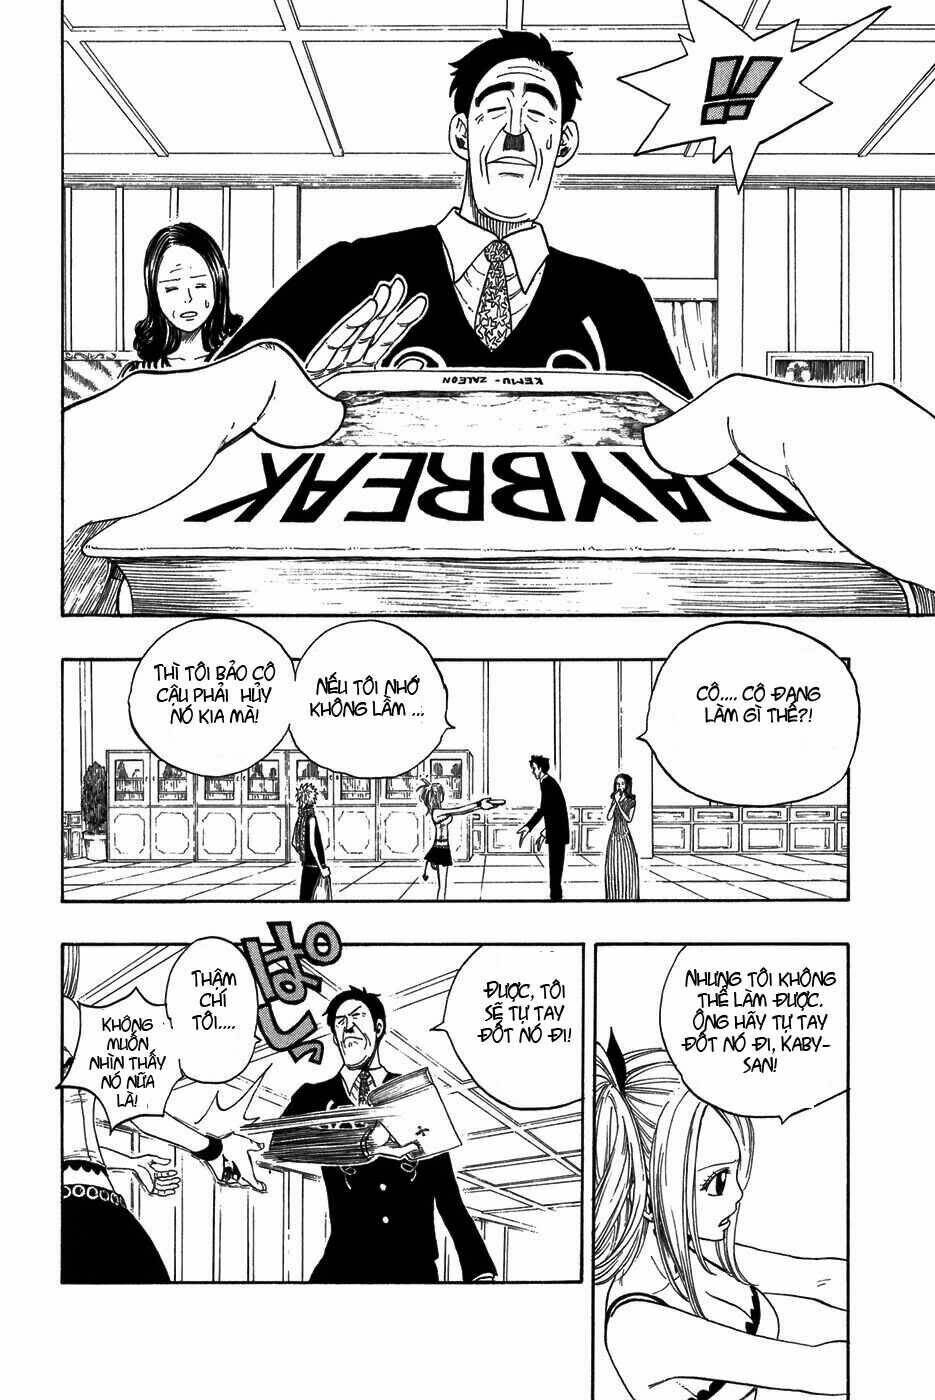 !!
KEMU - ZALEON
DAYBREAK
CÔ.... CÔ ĐANG
LÀM GÌ THẾ?!
NẾU TÔI NHỚ
KHÔNG LẦM ...
THÌ TÔI BẢO CÔ
CẬU PHẢI HỦY
NÓ KIA MÀ!
NHƯNG TÔI KHÔNG
THỂ LÀM ĐƯỢC.
ÔNG HÃY TỰ TAY
ĐỐT NÓ ĐI, KABY-
SAN!
ĐƯỢC, TÔI
SẼ TỰ TAY
ĐỐT NÓ ĐI!
ぱしっ
THẬM
CHÍ
TÔI....
KHÔNG
MUỐN
NHÌN THẤY
NÓ NỮA
LÀ!